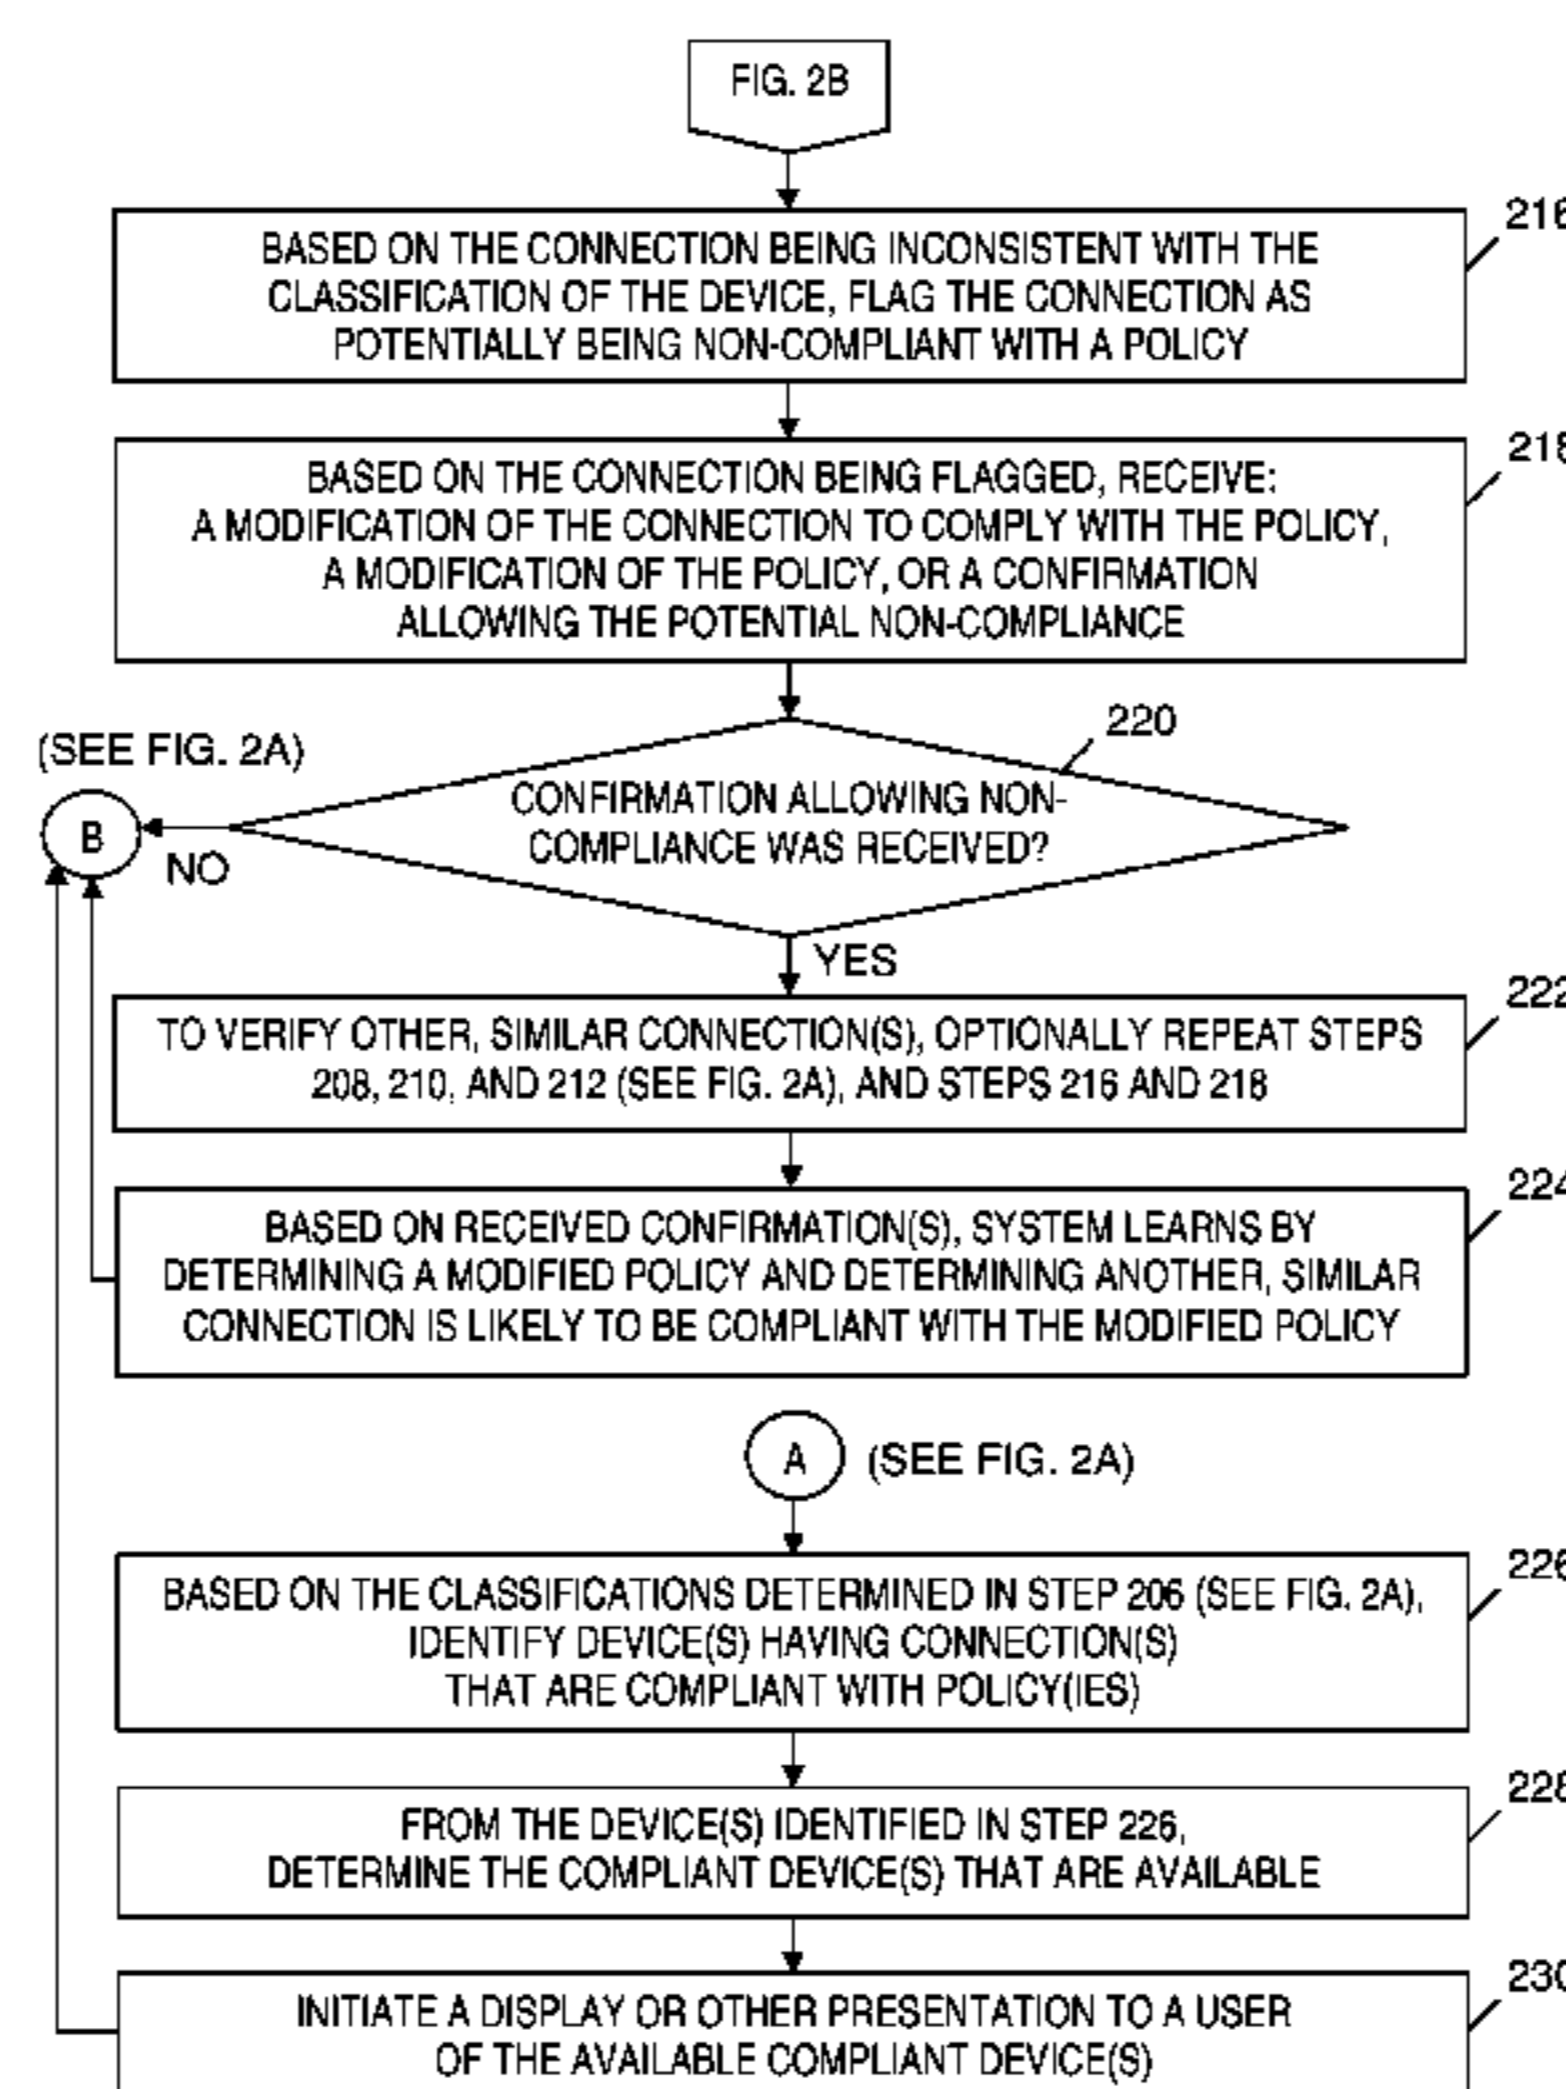 FIG. 2B
216
BASED ON THE CONNECTION BEING INCONSISTENT WITH THE
CLASSIFICATION OF THE DEVICE, FLAG THE CONNECTION AS
POTENTIALLY BEING NON-COMPLIANT WITH A POLICY
218
BASED ON THE CONNECTION BEING FLAGGED, RECEIVE:
A MODIFICATION OF THE CONNECTION TO COMPLY WITH THE POLICY,
A MODIFICATION OF THE POLICY, OR A CONFIRMATION
ALLOWING THE POTENTIAL NON-COMPLIANCE
220
(SEE FIG. 2A)
CONFIRMATION ALLOWING NON-
COMPLIANCE WAS RECEIVED?
B
NO
YES
222
TO VERIFY OTHER, SIMILAR CONNECTION(S), OPTIONALLY REPEAT STEPS
208, 210, AND 212 (SEE FIG. 2A), AND STEPS 216 AND 218
224
BASED ON RECEIVED CONFIRMATION(S), SYSTEM LEARNS BY
DETERMINING A MODIFIED POLICY AND DETERMINING ANOTHER, SIMILAR
CONNECTION IS LIKELY TO BE COMPLIANT WITH THE MODIFIED POLICY
A (SEE FIG. 2A)
226
BASED ON THE CLASSIFICATIONS DETERMINED IN STEP 206 (SEE FIG. 2A),
IDENTIFY DEVICE(S) HAVING CONNECTION(S)
THAT ARE COMPLIANT WITH POLICY(IES)
228
FROM THE DEVICE(S) IDENTIFIED IN STEP 226,
DETERMINE THE COMPLIANT DEVICE(S) THAT ARE AVAILABLE
230
INITIATE A DISPLAY OR OTHER PRESENTATION TO A USER
OF THE AVAILABLE COMPLIANT DEVICE(S)